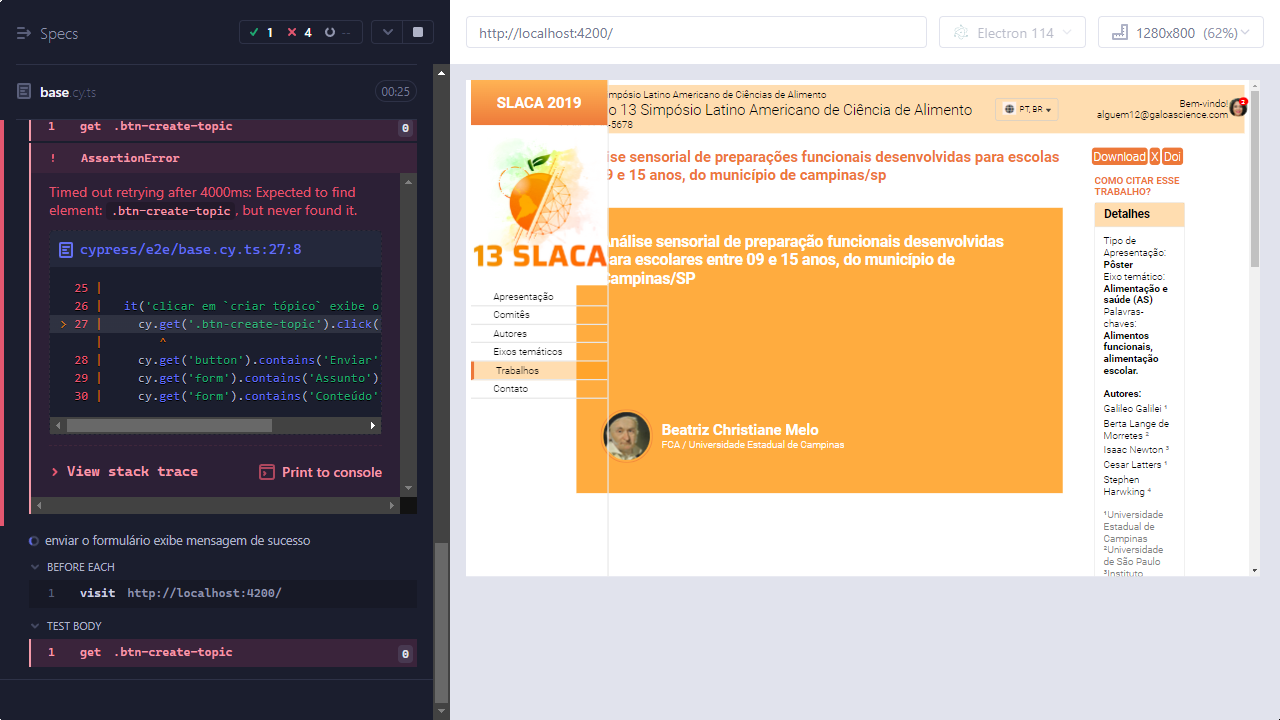 Specs
1
4
--
base.cy.ts
00:25
1 get .btn-create-topic 0
! AssertionError
Timed out retrying after 4000ms: Expected to find
element: .btn-create-topic, but never found it.
cypress/e2e/base.cy.ts:27:8
25 |
26 | it('clicar em `criar tópico` exibe o
> 27 | cy.get('.btn-create-topic').click(
| ^
28 | cy.get('button').contains('Enviar'
29 | cy.get('form').contains('Assunto')
30 | cy.get('form').contains('Conteúdo'
> View stack trace
Print to console
enviar o formulário exibe mensagem de sucesso
BEFORE EACH
1 visit http://localhost:4200/
TEST BODY
1 get .btn-create-topic 0
http://localhost:4200/
Electron 114
1280x800 (62%)
SLACA 2019
13 SLACA
Apresentação
Comitês
Autores
Eixos temáticos
Trabalhos
Contato
impósio Latino Americano de Ciências de Alimento
o 13 Simpósio Latino Americano de Ciência de Alimento
-5678
PT, BR
Bem-vindo!
alguem12@galoascience.com
2
ise sensorial de preparações funcionais desenvolvidas para escolas
9 e 15 anos, do município de campinas/sp
nálise sensorial de preparação funcionais desenvolvidas
ara escolares entre 09 e 15 anos, do município de
Campinas/SP
Beatriz Christiane Melo
FCA / Universidade Estadual de Campinas
Download
X
Doi
COMO CITAR ESSE
TRABALHO?
Detalhes
Tipo de
Apresentação:
Pôster
Eixo temático:
Alimentação e
saúde (AS)
Palavras-
chaves:
Alimentos
funcionais,
alimentação
escolar.
Autores:
Galileo Galilei ¹
Berta Lange de
Morretes ²
Isaac Newton ³
Cesar Latters ¹
Stephen
Harwking ⁴
¹Universidade
Estadual de
Campinas
²Universidade
de São Paulo
³Instituto